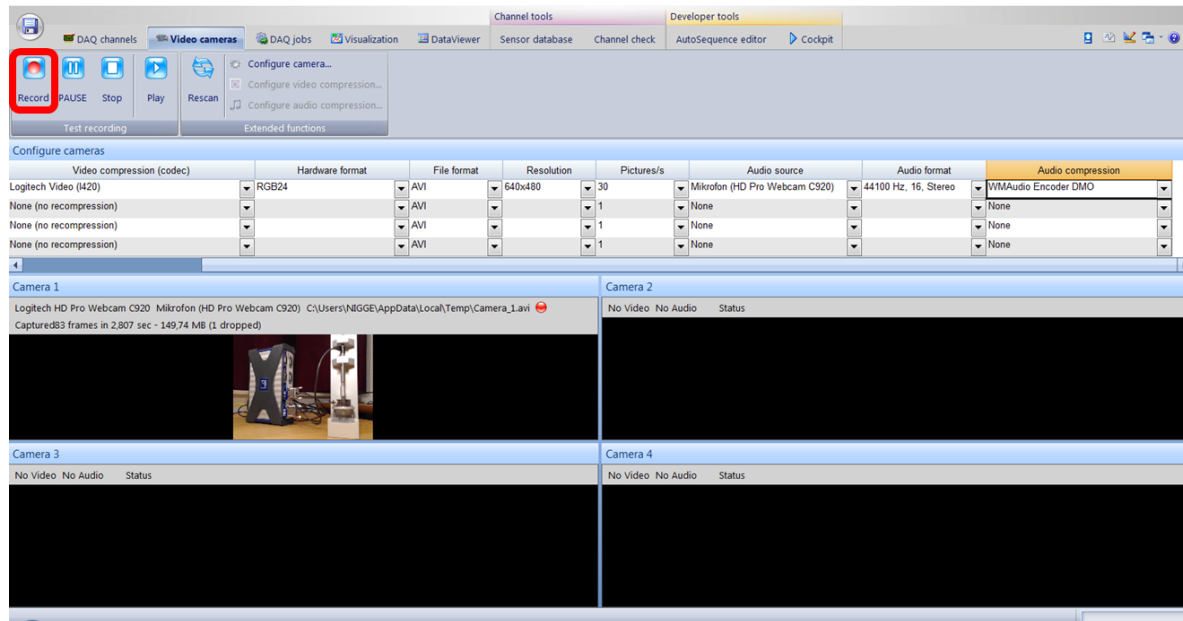 Channel tools Developer tools
DAQ channels Video cameras DAQ jobs Visualization DataViewer Sensor database Channel check AutoSequence editor Cockpit
Record PAUSE Stop Play Rescan
Configure camera...
Configure video compression...
Configure audio compression...
Test recording Extended functions
Configure cameras
Video compression (codec) Hardware format File format Resolution Pictures/s Audio source Audio format Audio compression
Logitech Video (I420) RGB24 AVI 640x480 30 Mikrofon (HD Pro Webcam C920) 44100 Hz, 16, Stereo WMAudio Encoder DMO
None (no recompression) AVI 1 None None
None (no recompression) AVI 1 None None
None (no recompression) AVI 1 None None
Camera 1 Camera 2
Logitech HD Pro Webcam C920 Mikrofon (HD Pro Webcam C920) C:\Users\NIGGE\AppData\Local\Temp\Camera_1.avi No Video No Audio Status
Captured83 frames in 2,807 sec - 149,74 MB (1 dropped)
Camera 3 Camera 4
No Video No Audio Status No Video No Audio Status